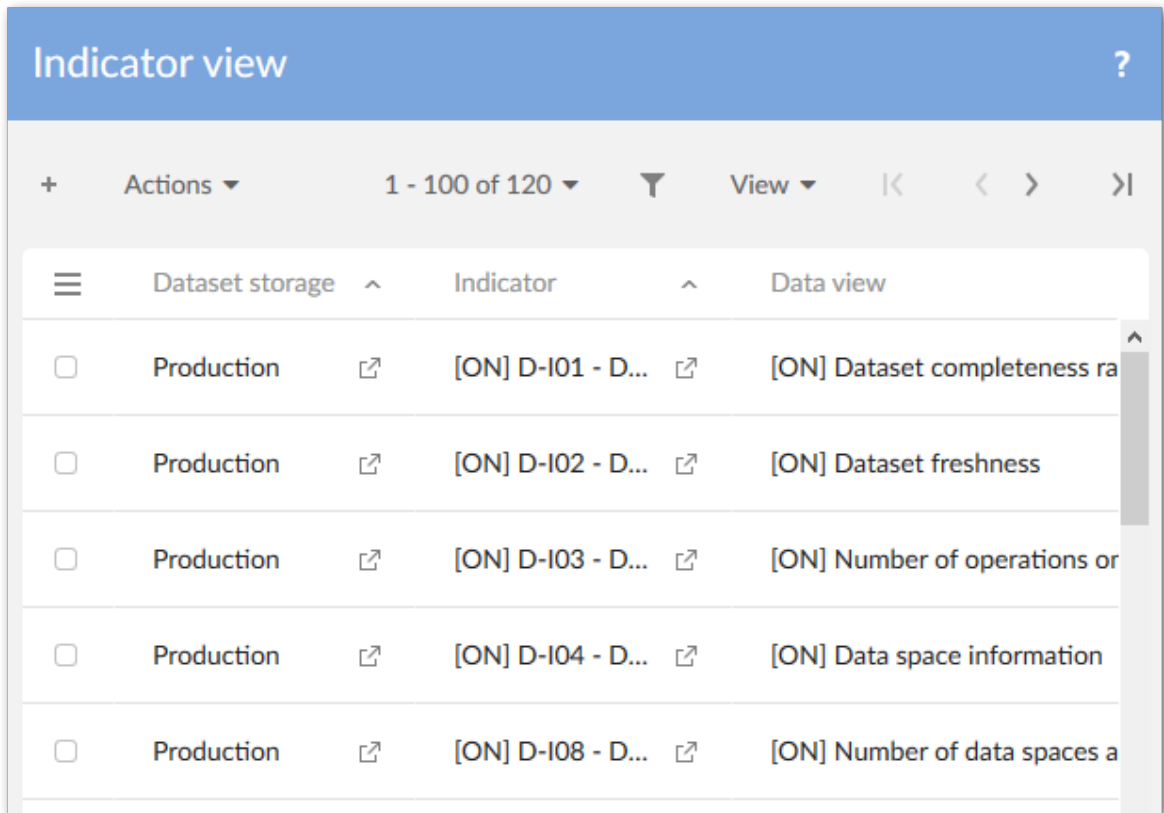 Indicator view ?
+ Actions 1 - 100 of 120 View
Dataset storage Indicator Data view
Production [ON] D-I01 - D... [ON] Dataset completeness ra
Production [ON] D-I02 - D... [ON] Dataset freshness
Production [ON] D-I03 - D... [ON] Number of operations or
Production [ON] D-I04 - D... [ON] Data space information
Production [ON] D-I08 - D... [ON] Number of data spaces a